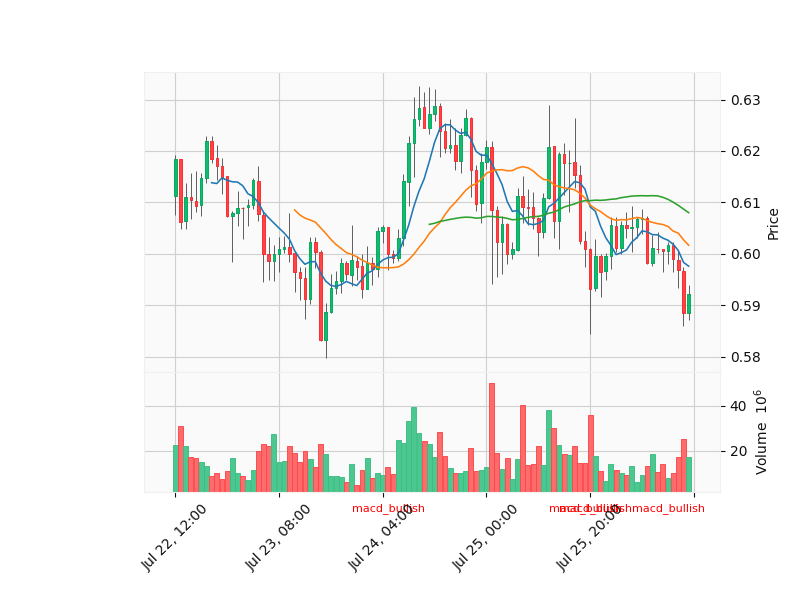 0.63
0.62
0.61
0.60
0.59
0.58
Price
40
20
Volume 10^6
macd_bullish
macd_bullish
macd_bullish
Jul 22, 12:00
Jul 23, 08:00
Jul 24, 04:00
Jul 25, 00:00
Jul 25, 20:00